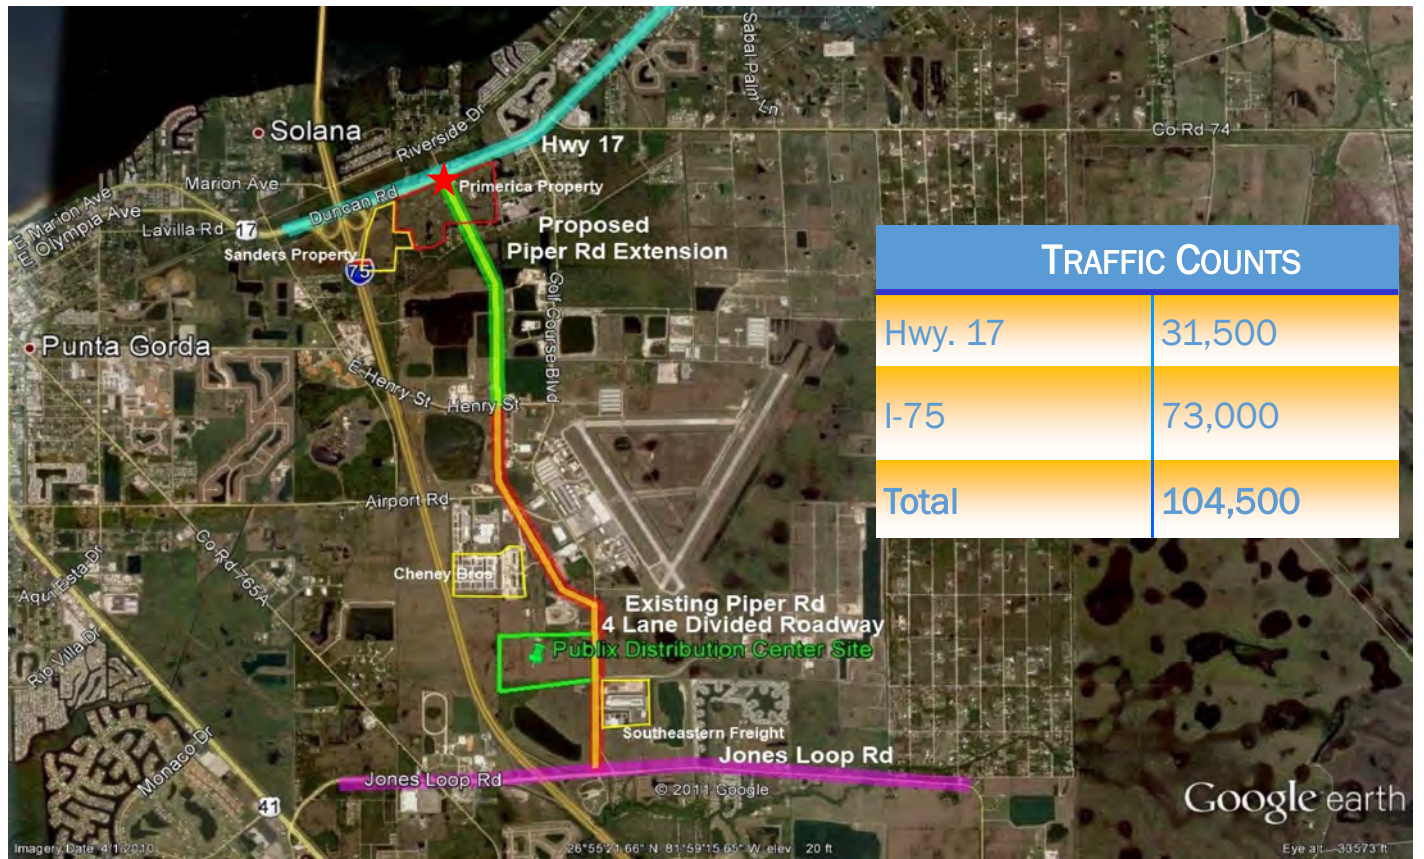 Sabal Palm Ln
Co Rd 74
Solana
Riverside Dr
Hwy 17
Marion Ave
Primerica Property
Duncan Rd
E Marion Ave
E Olympia Ave
Lavilla Rd
17
Proposed
Piper Rd Extension
Sanders Property
75
Golf Course Blvd
TRAFFIC COUNTS
Hwy. 17 31,500
I-75 73,000
Total 104,500
Punta Gorda
E Henry St
Henry St
Airport Rd
Co Rd 765A
Cheney Bros
Aqui Esta Dr
Existing Piper Rd
4 Lane Divided Roadway
Publix Distribution Center Site
Rio Villa Dr
Southeastern Freight
Monaco Dr
Jones Loop Rd
Jones Loop Rd
41
© 2011 Google
Google earth
Imagery Date: 4/1/2010
26°55'21.66" N 81°59'15.65" W elev 20 ft
Eye alt 33573 ft